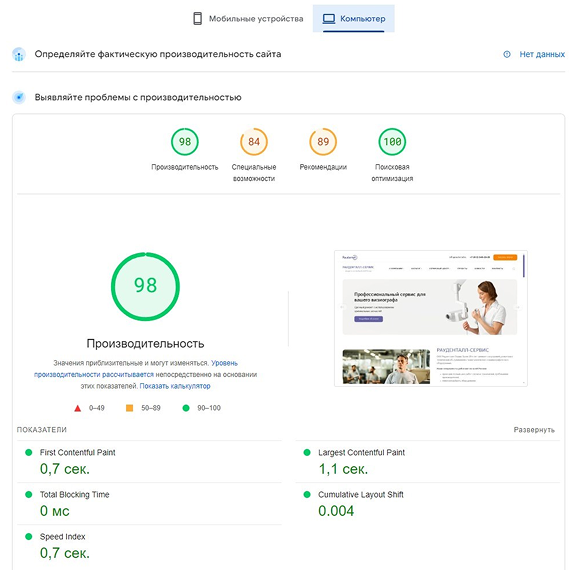 Мобильные устройства
Компьютер
Определяйте фактическую производительность сайта
Нет данных
Выявляйте проблемы с производительностью
98
84
89
100
Производительность
Специальные
возможности
Рекомендации
Поисковая
оптимизация
98
Производительность
Значения приблизительные и могут изменяться. Уровень
производительности рассчитывается непосредственно на основании
этих показателей. Показать калькулятор
0–49
50–89
90–100
Профессиональный сервис для
вашего визиографа
РАУДЕНТАЛЛ-СЕРВИС
ПОКАЗАТЕЛИ
Развернуть
First Contentful Paint
0,7 сек.
Largest Contentful Paint
1,1 сек.
Total Blocking Time
0 мс
Cumulative Layout Shift
0.004
Speed Index
0,7 сек.